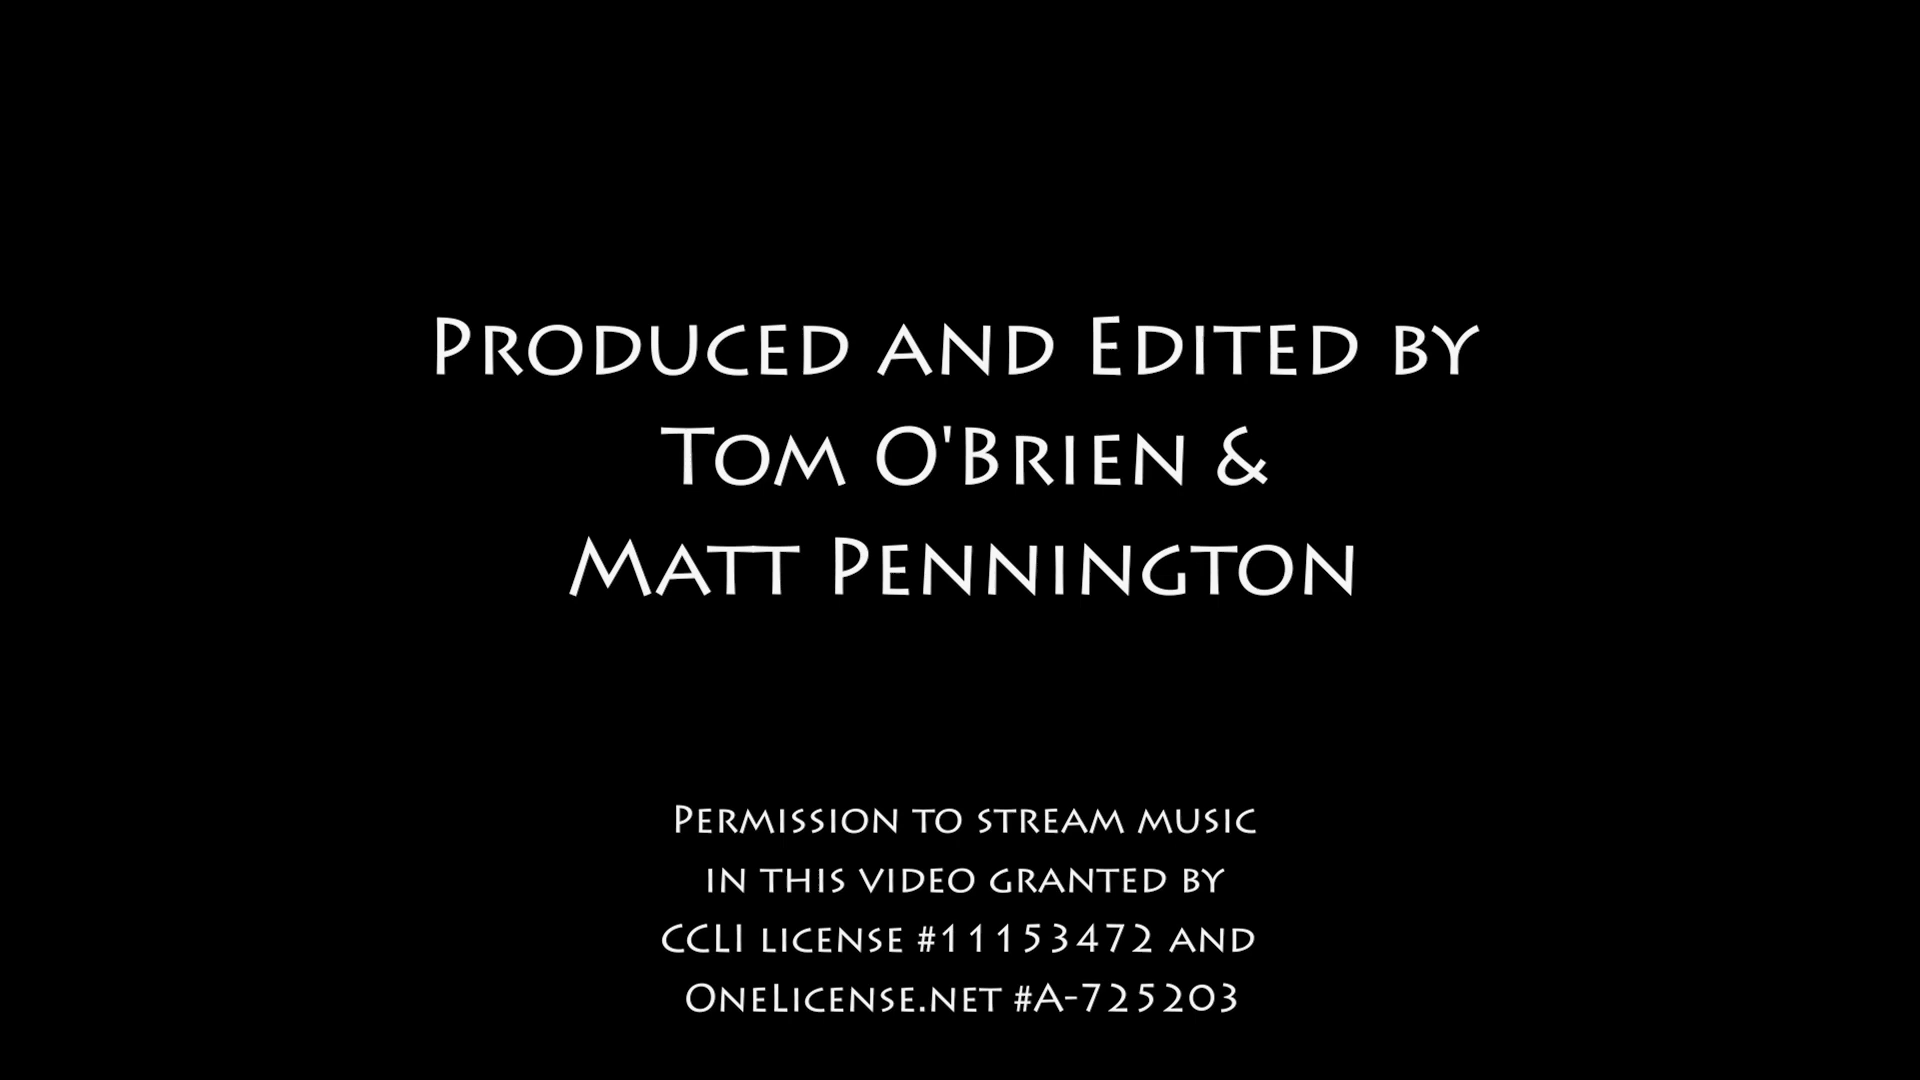 Produced and Edited by
Tom O'Brien &
Matt Pennington
Permission to stream music
in this video granted by
CCLI license #11153472 and
OneLicense.net #A-725203